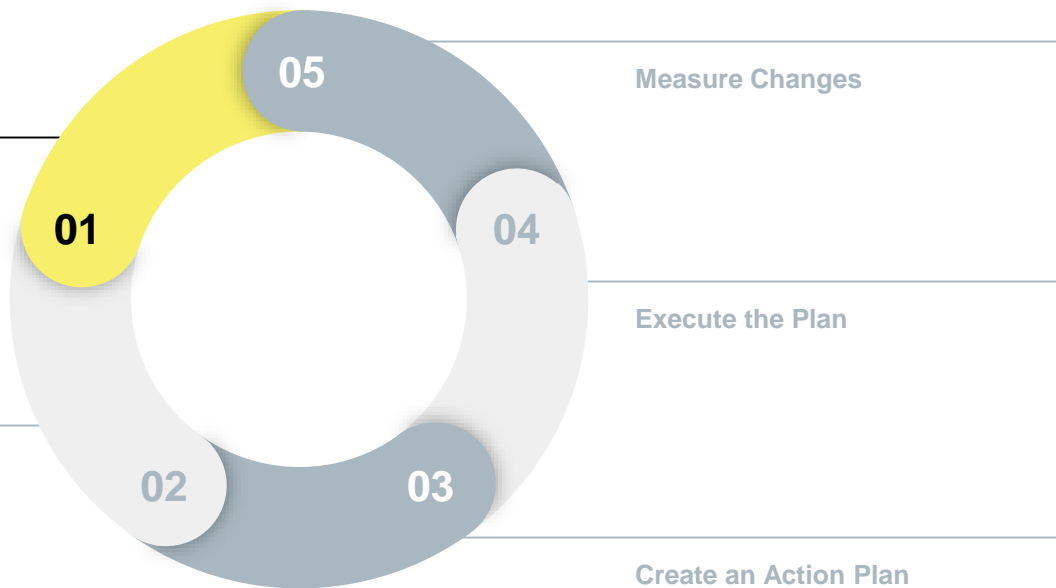 05
Measure Changes
01
04
Execute the Plan
02
03
Create an Action Plan